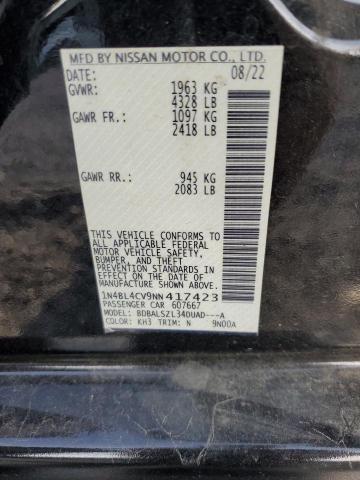 MFD BY NISSAN MOTOR CO., LTD.
DATE: 08/22
GVWR: 1963 KG
4328 LB
GAWR FR.: 1097 KG
2418 LB
GAWR RR.: 945 KG
2083 LB
THIS VEHICLE CONFORMS TO ALL
APPLICABLE U.S. FEDERAL
MOTOR VEHICLE SAFETY,
BUMPER, AND THEFT
PREVENTION STANDARDS
IN EFFECT ON THE DATE OF
MANUFACTURE SHOWN ABOVE.
1N4BL4CV9NN417423
PASSENGER CAR 607667
MODEL: BDBALSZL340UAD---A
COLOR: KH3 TRIM: N 9N00A